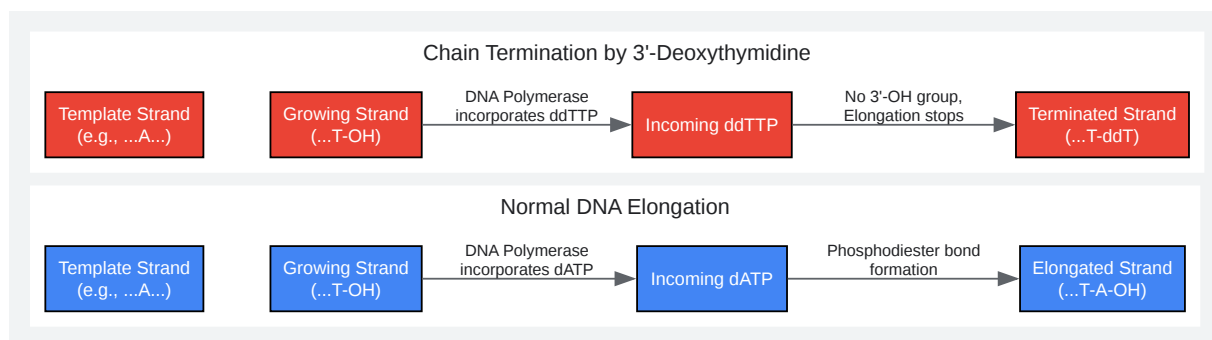 Chain Termination by 3'-Deoxythymidine
Template Strand
(e.g., ...A...)
Growing Strand
(...T-OH)
DNA Polymerase
incorporates ddTTP
Incoming ddTTP
No 3'-OH group,
Elongation stops
Terminated Strand
(...T-ddT)
Normal DNA Elongation
Template Strand
(e.g., ...A...)
Growing Strand
(...T-OH)
DNA Polymerase
incorporates dATP
Incoming dATP
Phosphodiester bond
formation
Elongated Strand
(...T-A-OH)